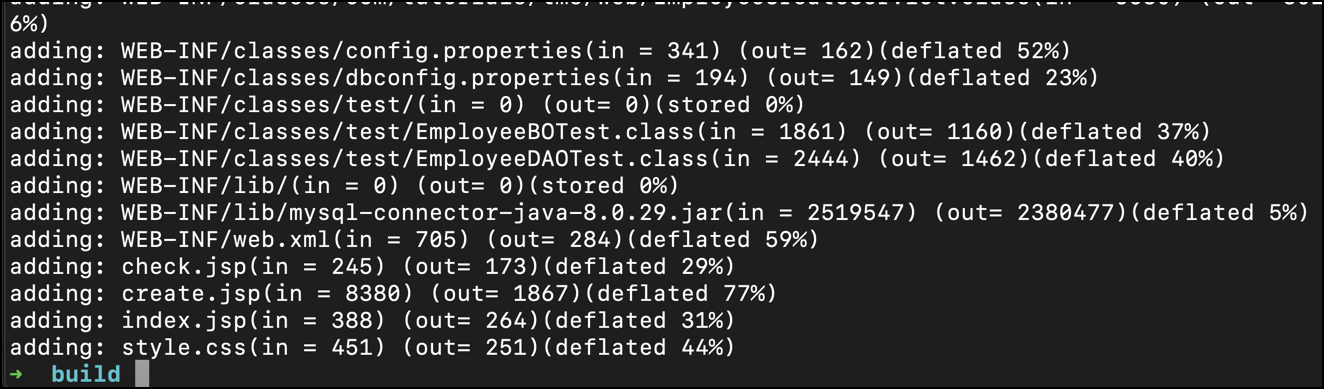 6%)
adding: WEB-INF/classes/config.properties(in = 341) (out= 162)(deflated 52%)
adding: WEB-INF/classes/dbconfig.properties(in = 194) (out= 149)(deflated 23%)
adding: WEB-INF/classes/test/(in = 0) (out= 0)(stored 0%)
adding: WEB-INF/classes/test/EmployeeBOTest.class(in = 1861) (out= 1160)(deflated 37%)
adding: WEB-INF/classes/test/EmployeeDAOTest.class(in = 2444) (out= 1462)(deflated 40%)
adding: WEB-INF/lib/(in = 0) (out= 0)(stored 0%)
adding: WEB-INF/lib/mysql-connector-java-8.0.29.jar(in = 2519547) (out= 2380477)(deflated 5%)
adding: WEB-INF/web.xml(in = 705) (out= 284)(deflated 59%)
adding: check.jsp(in = 245) (out= 173)(deflated 29%)
adding: create.jsp(in = 8380) (out= 1867)(deflated 77%)
adding: index.jsp(in = 388) (out= 264)(deflated 31%)
adding: style.css(in = 451) (out= 251)(deflated 44%)
→ build